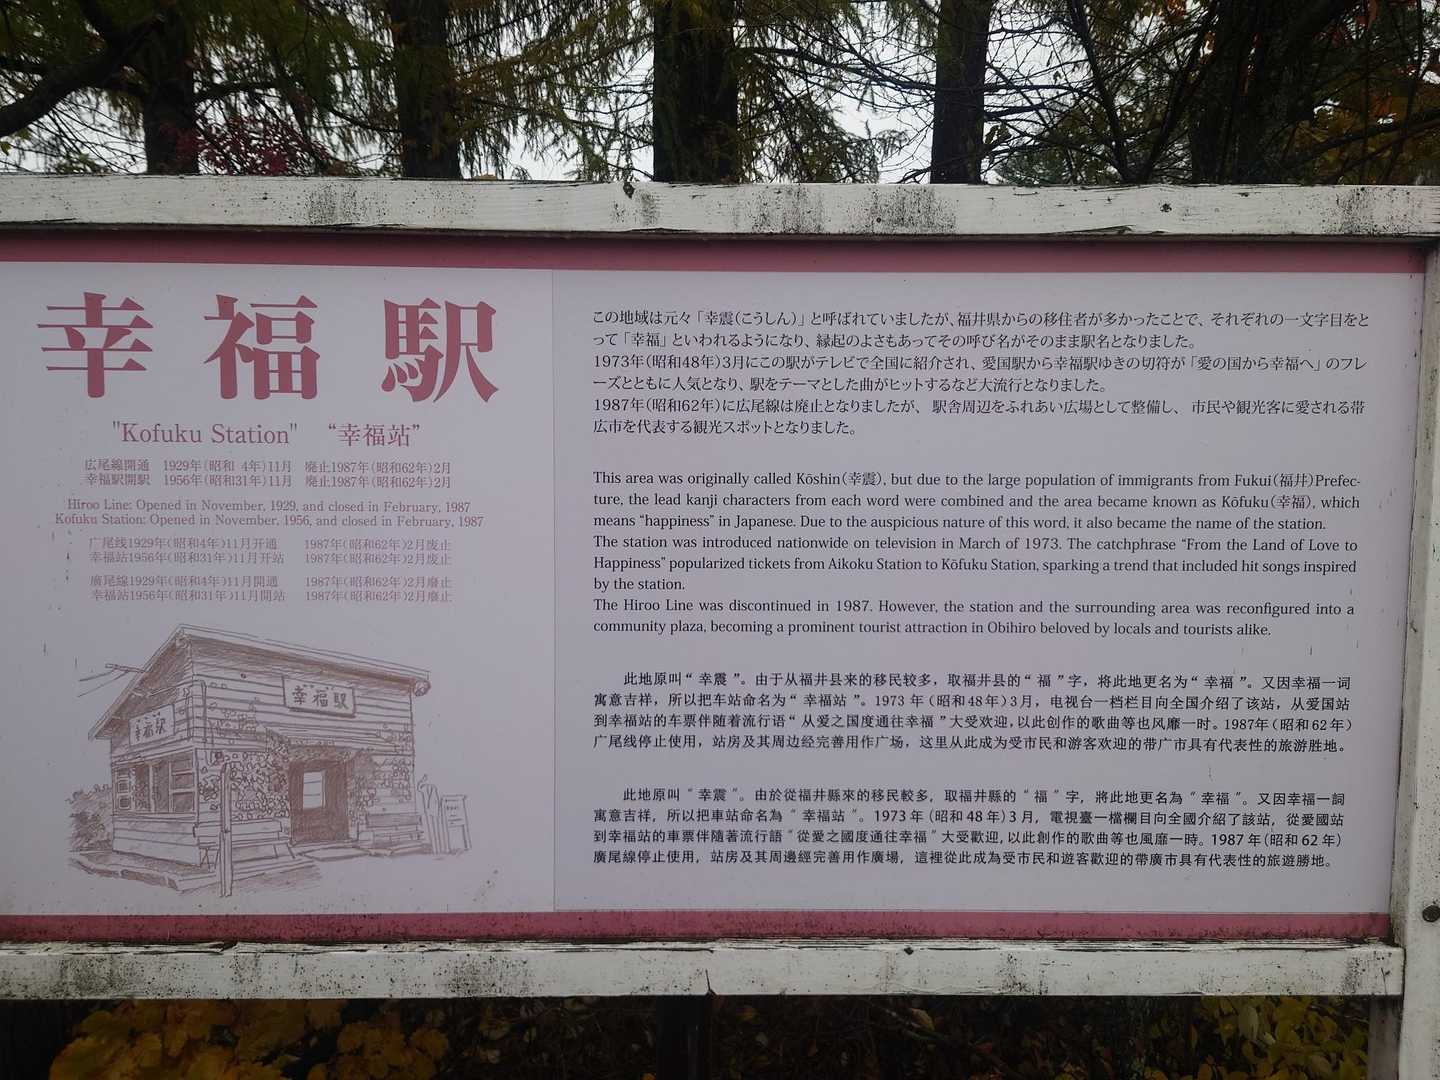 幸福駅
"Kofuku Station" “幸福站”
広尾線開通 1929年(昭和 4年)11月 廃止1987年(昭和62年)2月
幸福駅開駅 1956年(昭和31年)11月 廃止1987年(昭和62年)2月
Hiroo Line: Opened in November, 1929, and closed in February, 1987
Kofuku Station: Opened in November, 1956, and closed in February, 1987
广尾线1929年(昭和4年)11月开通 1987年(昭和62年)2月废止
幸福站1956年(昭和31年)11月开站 1987年(昭和62年)2月废止
廣尾線1929年(昭和4年)11月開通 1987年(昭和62年)2月廢止
幸福站1956年(昭和31年)11月開站 1987年(昭和62年)2月廢止
幸福駅
幸福駅
この地域は元々「幸震(こうしん)」と呼ばれていましたが、福井県からの移住者が多かったことで、それぞれの一文字目をと
って「幸福」といわれるようになり、縁起のよさもあってその呼び名がそのまま駅名となりました。
1973年(昭和48年)3月にこの駅がテレビで全国に紹介され、愛国駅から幸福駅ゆきの切符が「愛の国から幸福へ」のフレ
ーズとともに人気となり、駅をテーマとした曲がヒットするなど大流行となりました。
1987年(昭和62年)に広尾線は廃止となりましたが、駅舎周辺をふれあい広場として整備し、市民や観光客に愛される帯
広市を代表する観光スポットとなりました。
This area was originally called Kōshin(幸震), but due to the large population of immigrants from Fukui(福井)Prefec-
ture, the lead kanji characters from each word were combined and the area became known as Kōfuku(幸福), which
means “happiness” in Japanese. Due to the auspicious nature of this word, it also became the name of the station.
The station was introduced nationwide on television in March of 1973. The catchphrase “From the Land of Love to
Happiness” popularized tickets from Aikoku Station to Kōfuku Station, sparking a trend that included hit songs inspired
by the station.
The Hiroo Line was discontinued in 1987. However, the station and the surrounding area was reconfigured into a
community plaza, becoming a prominent tourist attraction in Obihiro beloved by locals and tourists alike.
此地原叫“幸震”。由于从福井县来的移民较多，取福井县的“福”字，将此地更名为“幸福”。又因幸福一词
寓意吉祥，所以把车站命名为“幸福站”。1973年(昭和48年)3月，电视台一档栏目向全国介绍了该站，从爱国站
到幸福站的车票伴随着流行语“从爱之国度通往幸福”大受欢迎，以此创作的歌曲等也风靡一时。1987年(昭和62年)
广尾线停止使用，站房及其周边经完善用作广场，这里从此成为受市民和游客欢迎的带广市具有代表性的旅游胜地。
此地原叫“幸震”。由於從福井縣來的移民較多，取福井縣的“福”字，將此地更名為“幸福”。又因幸福一詞
寓意吉祥，所以把車站命名為“幸福站”。1973年(昭和48年)3月，電視臺一檔欄目向全國介紹了該站，從愛國站
到幸福站的車票伴隨著流行語“從愛之國度通往幸福”大受歡迎，以此創作的歌曲等也風靡一時。1987年(昭和62年)
廣尾線停止使用，站房及其周邊經完善用作廣場，這裡從此成為受市民和遊客歡迎的帶廣市具有代表性的旅遊勝地。